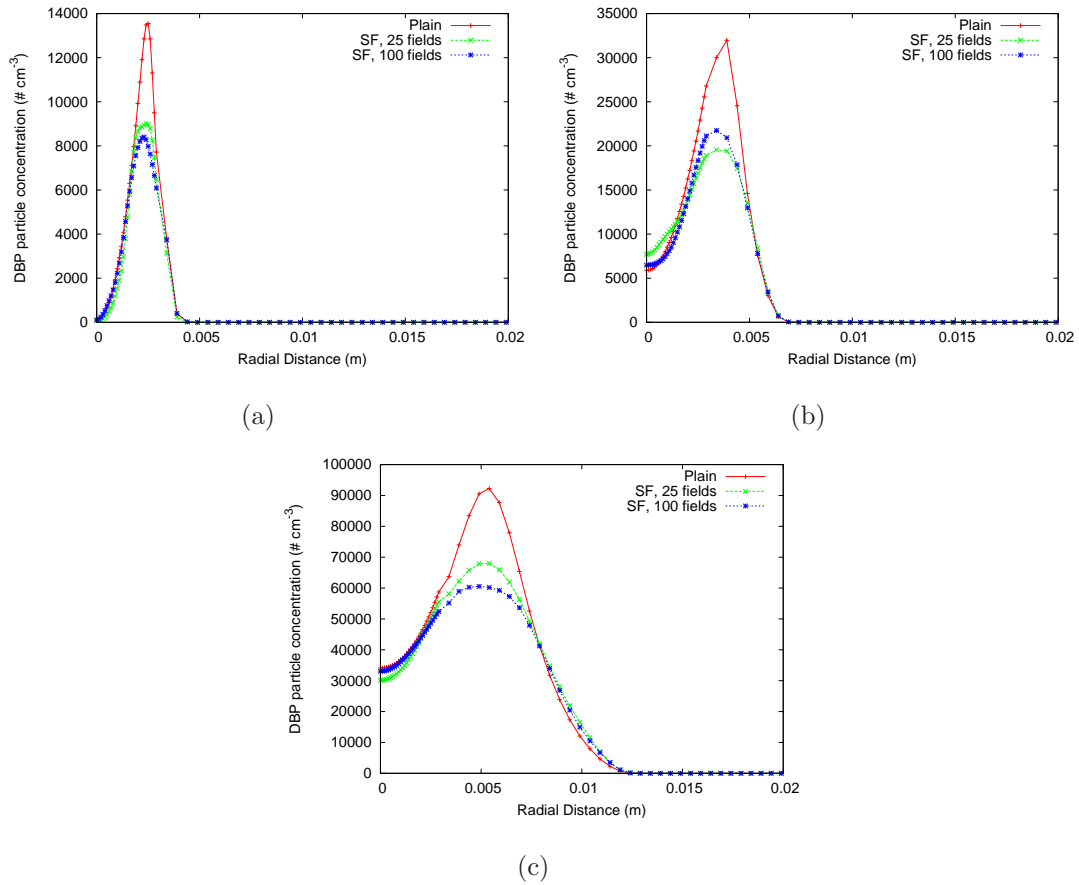 14000
12000
10000
8000
6000
4000
2000
0
DBP particle concentration (# cm-3)
0
0.005
0.01
0.015
0.02
Radial Distance (m)
Plain
SF, 25 fields
SF, 100 fields
(a)
35000
30000
25000
20000
15000
10000
5000
0
DBP particle concentration (# cm-3)
0
0.005
0.01
0.015
0.02
Radial Distance (m)
Plain
SF, 25 fields
SF, 100 fields
(b)
100000
90000
80000
70000
60000
50000
40000
30000
20000
10000
0
DBP particle concentration (# cm-3)
0
0.005
0.01
0.015
0.02
Radial Distance (m)
Plain
SF, 25 fields
SF, 100 fields
(c)